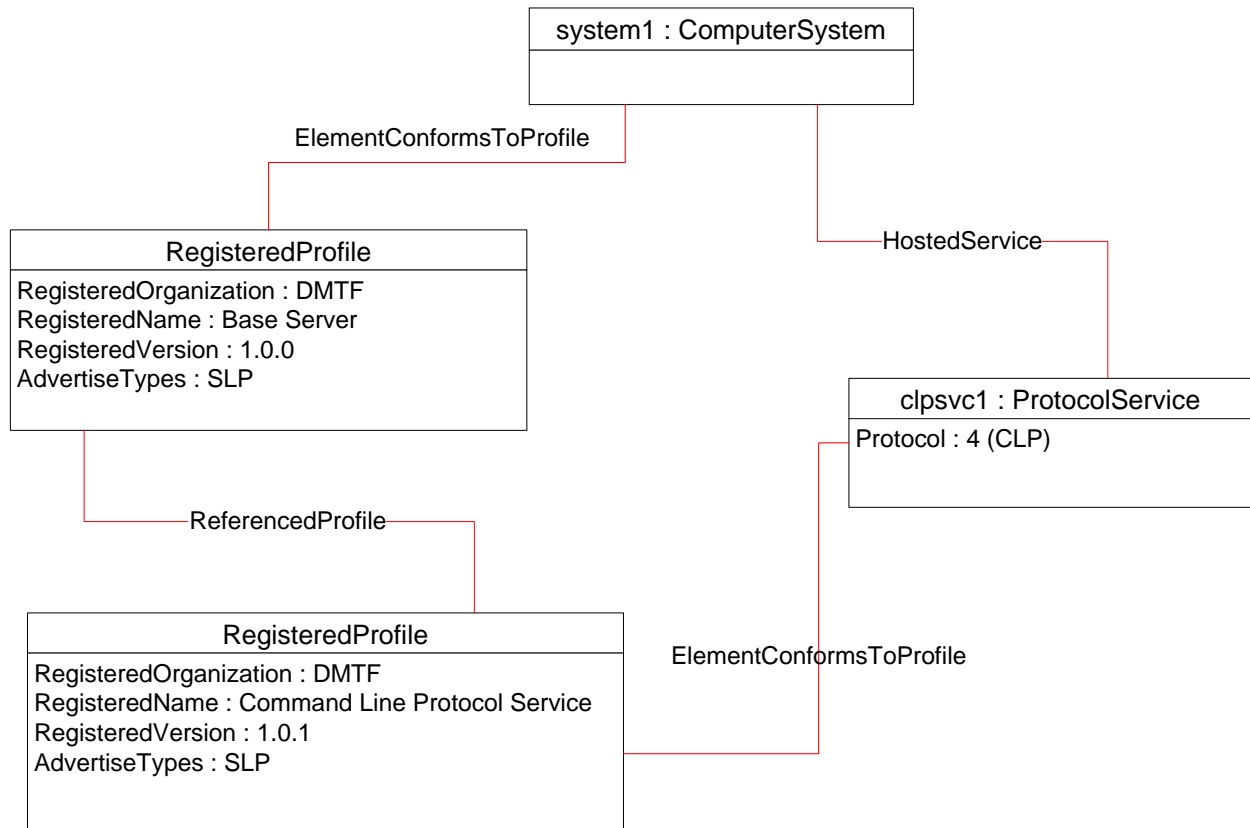 system1 : ComputerSystem
ElementConformsToProfile
RegisteredProfile
RegisteredOrganization : DMTF
RegisteredName : Base Server
RegisteredVersion : 1.0.0
AdvertiseTypes : SLP
HostedService
clpsvc1 : ProtocolService
Protocol : 4 (CLP)
ReferencedProfile
RegisteredProfile
RegisteredOrganization : DMTF
RegisteredName : Command Line Protocol Service
RegisteredVersion : 1.0.1
AdvertiseTypes : SLP
ElementConformsToProfile